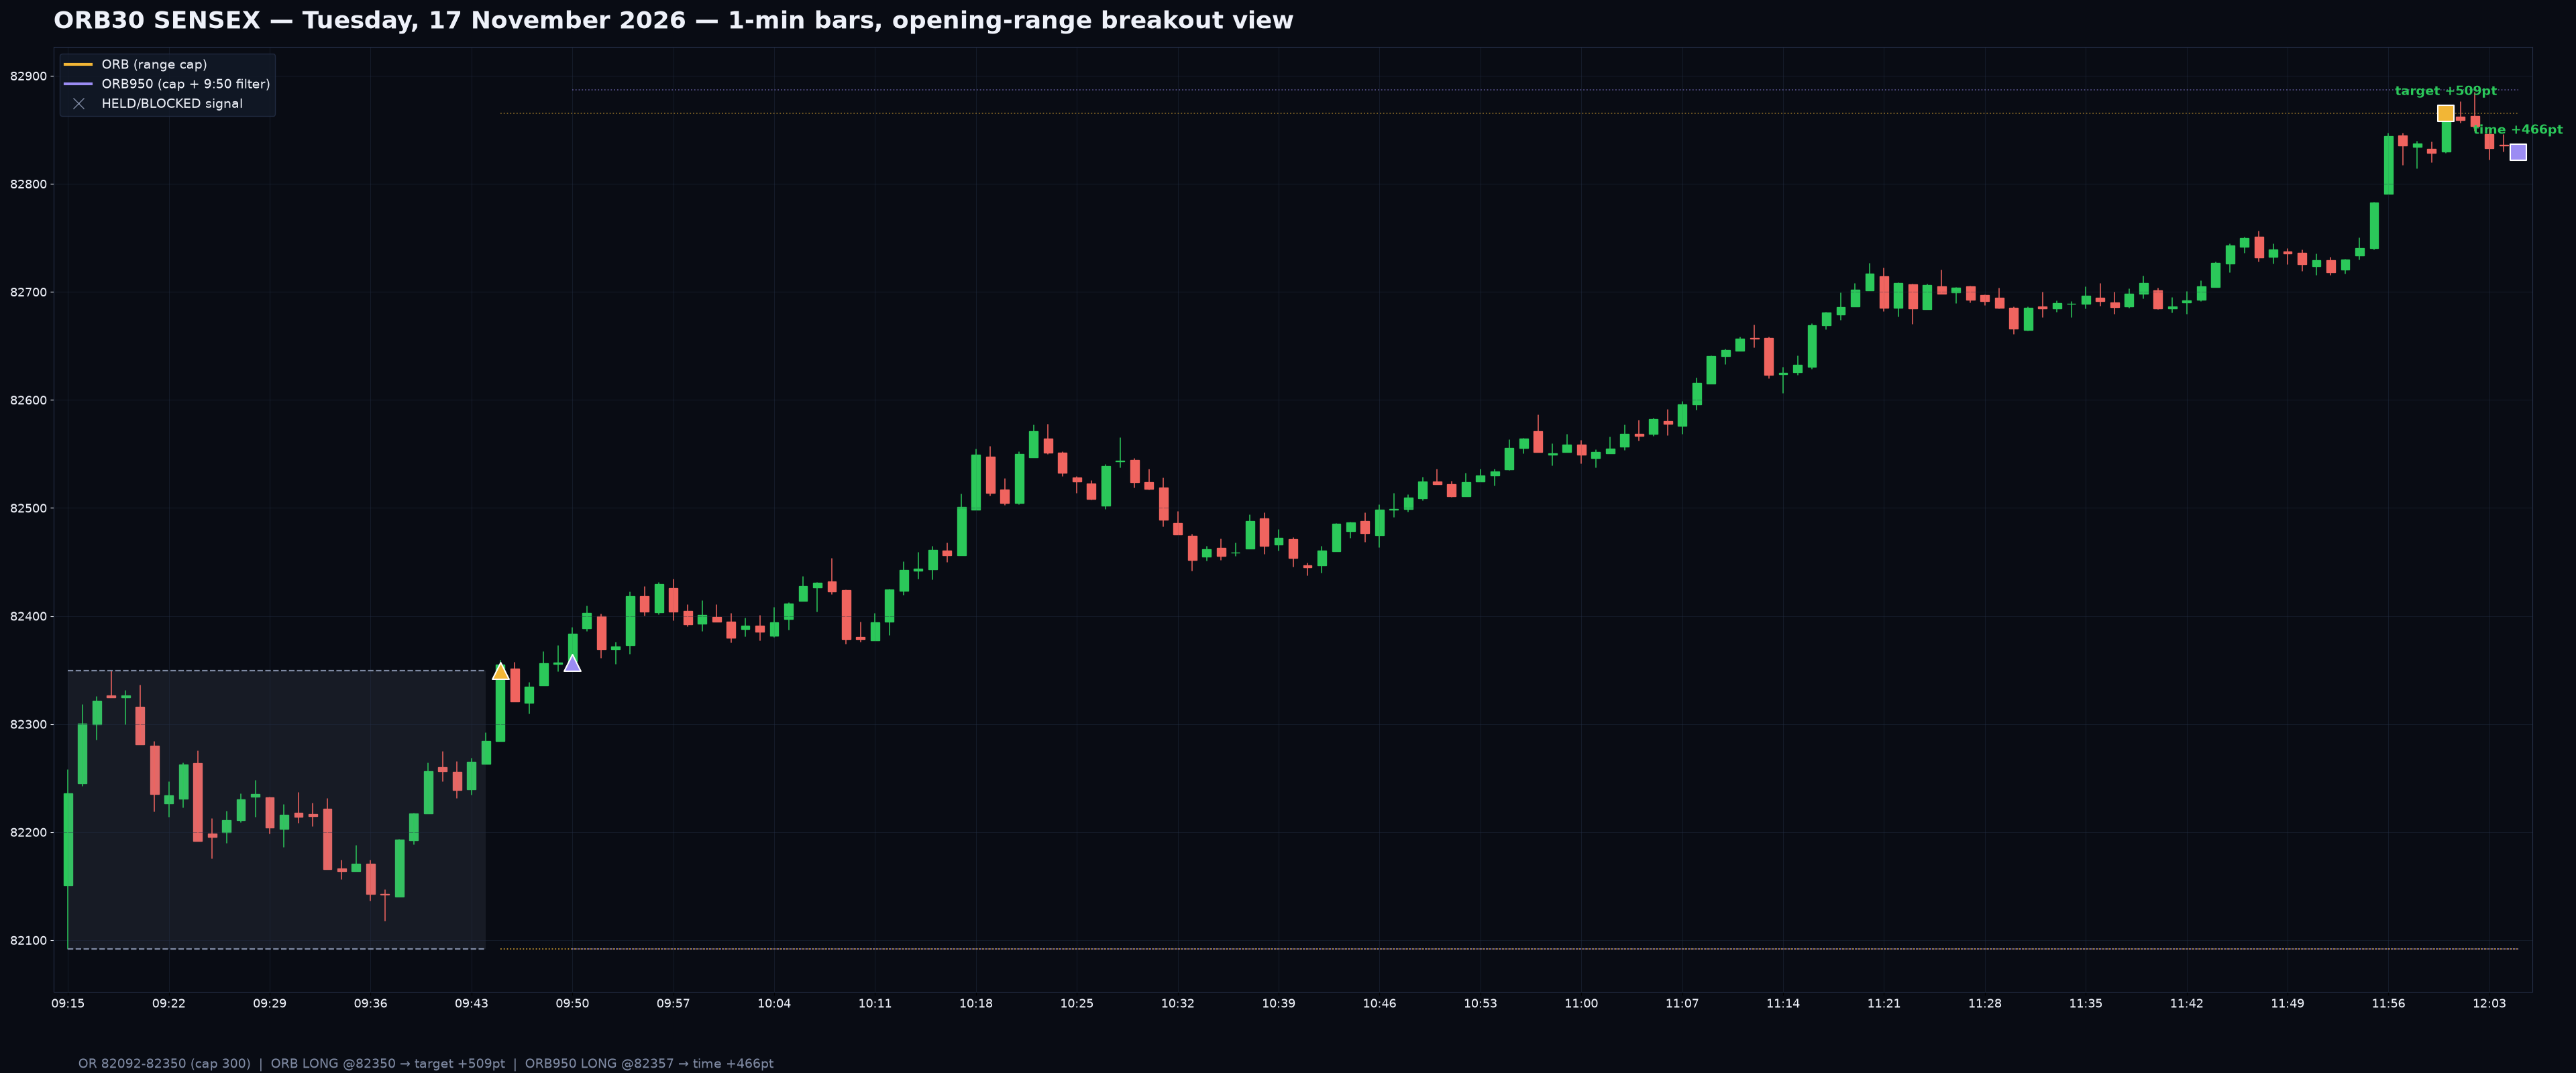 ORB30 SENSEX — Tuesday, 17 November 2026 — 1-min bars, opening-range breakout view
ORB (range cap)
ORB950 (cap + 9:50 filter)
HELD/BLOCKED signal
target +509pt
time +466pt
82900
82800
82700
82600
82500
82400
82300
82200
82100
09:15 09:22 09:29 09:36 09:43 09:50 09:57 10:04 10:11 10:18 10:25 10:32 10:39 10:46 10:53 11:00 11:07 11:14 11:21 11:28 11:35 11:42 11:49 11:56 12:03
OR 82092-82350 (cap 300) | ORB LONG @82350 → target +509pt | ORB950 LONG @82357 → time +466pt